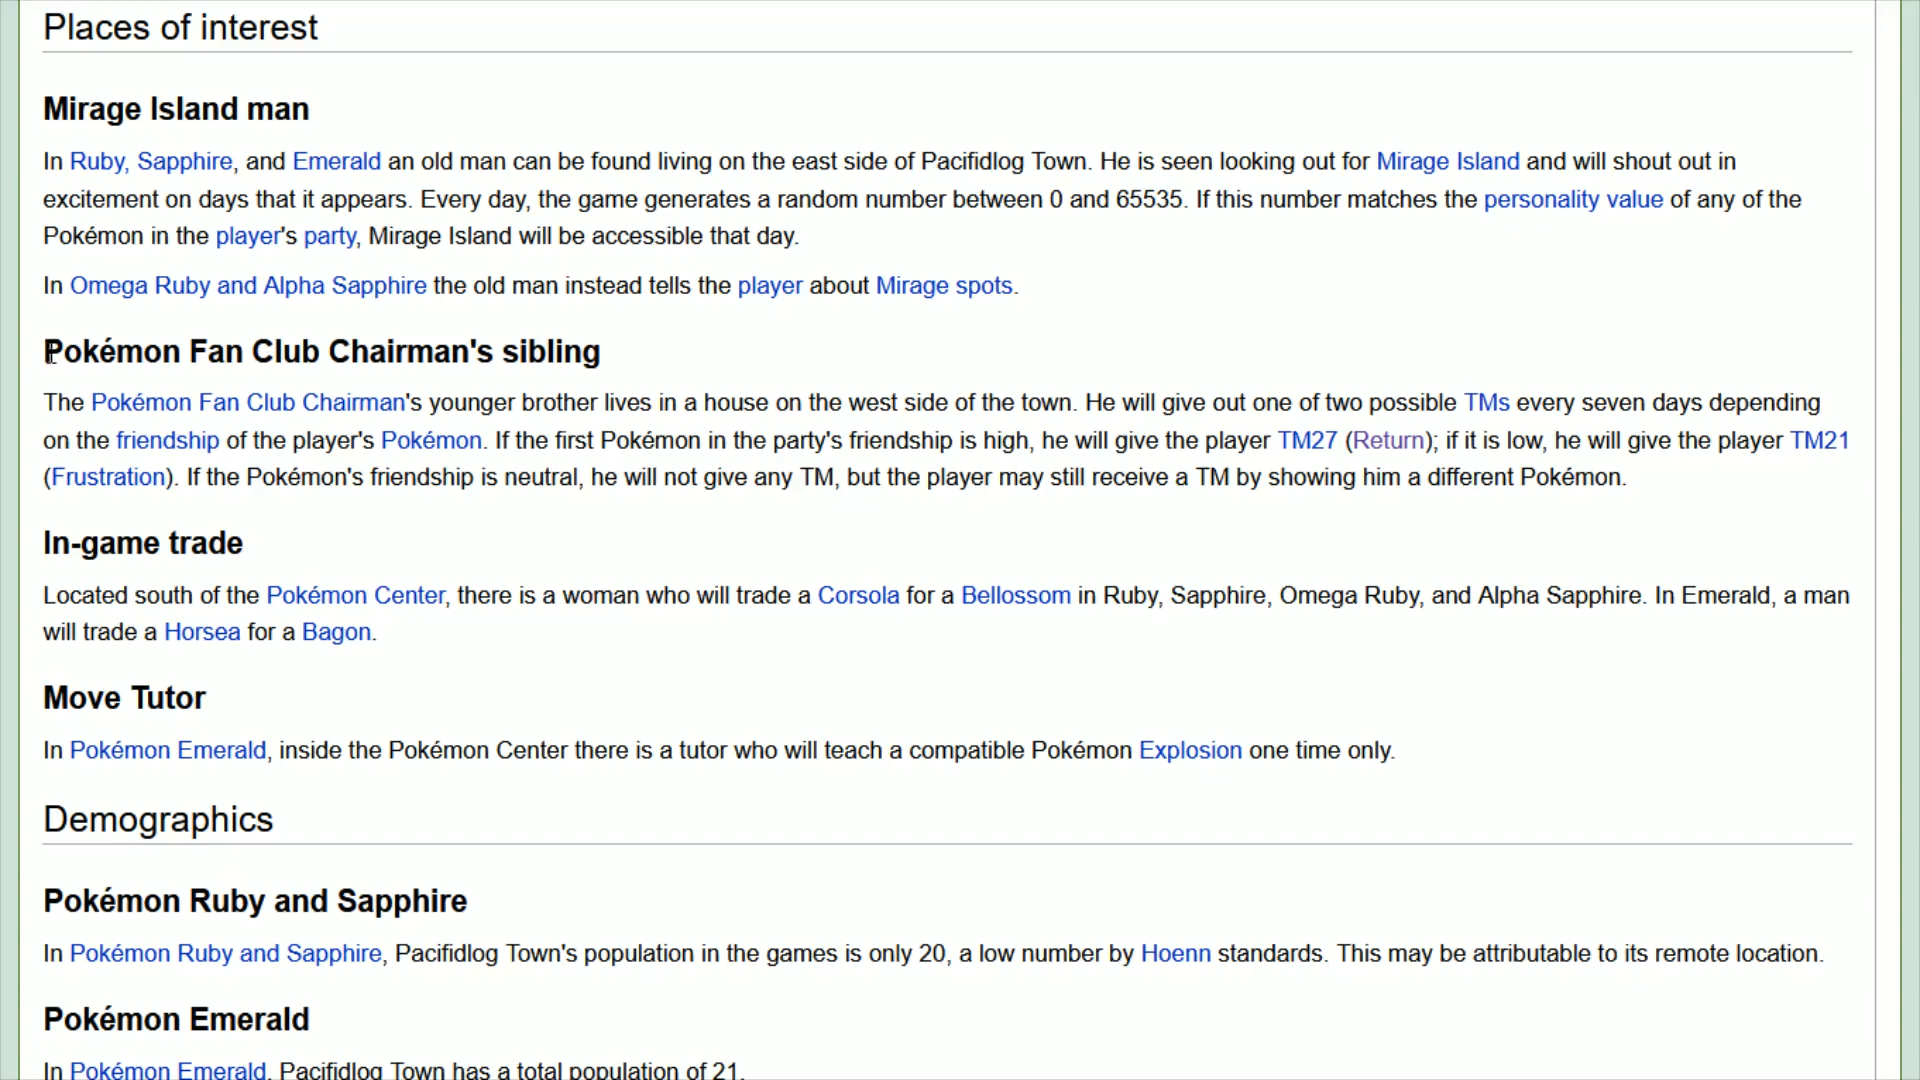 Places of interest
Mirage Island man
In Ruby, Sapphire, and Emerald an old man can be found living on the east side of Pacifidlog Town. He is seen looking out for Mirage Island and will shout out in
excitement on days that it appears. Every day, the game generates a random number between 0 and 65535. If this number matches the personality value of any of the
Pokémon in the player's party, Mirage Island will be accessible that day.
In Omega Ruby and Alpha Sapphire the old man instead tells the player about Mirage spots.
Pokémon Fan Club Chairman's sibling
The Pokémon Fan Club Chairman's younger brother lives in a house on the west side of the town. He will give out one of two possible TMs every seven days depending
on the friendship of the player's Pokémon. If the first Pokémon in the party's friendship is high, he will give the player TM27 (Return); if it is low, he will give the player TM21
(Frustration). If the Pokémon's friendship is neutral, he will not give any TM, but the player may still receive a TM by showing him a different Pokémon.
In-game trade
Located south of the Pokémon Center, there is a woman who will trade a Corsola for a Bellossom in Ruby, Sapphire, Omega Ruby, and Alpha Sapphire. In Emerald, a man
will trade a Horsea for a Bagon.
Move Tutor
In Pokémon Emerald, inside the Pokémon Center there is a tutor who will teach a compatible Pokémon Explosion one time only.
Demographics
Pokémon Ruby and Sapphire
In Pokémon Ruby and Sapphire, Pacifidlog Town's population in the games is only 20, a low number by Hoenn standards. This may be attributable to its remote location.
Pokémon Emerald
In Pokémon Emerald, Pacifidlog Town has a total population of 21.